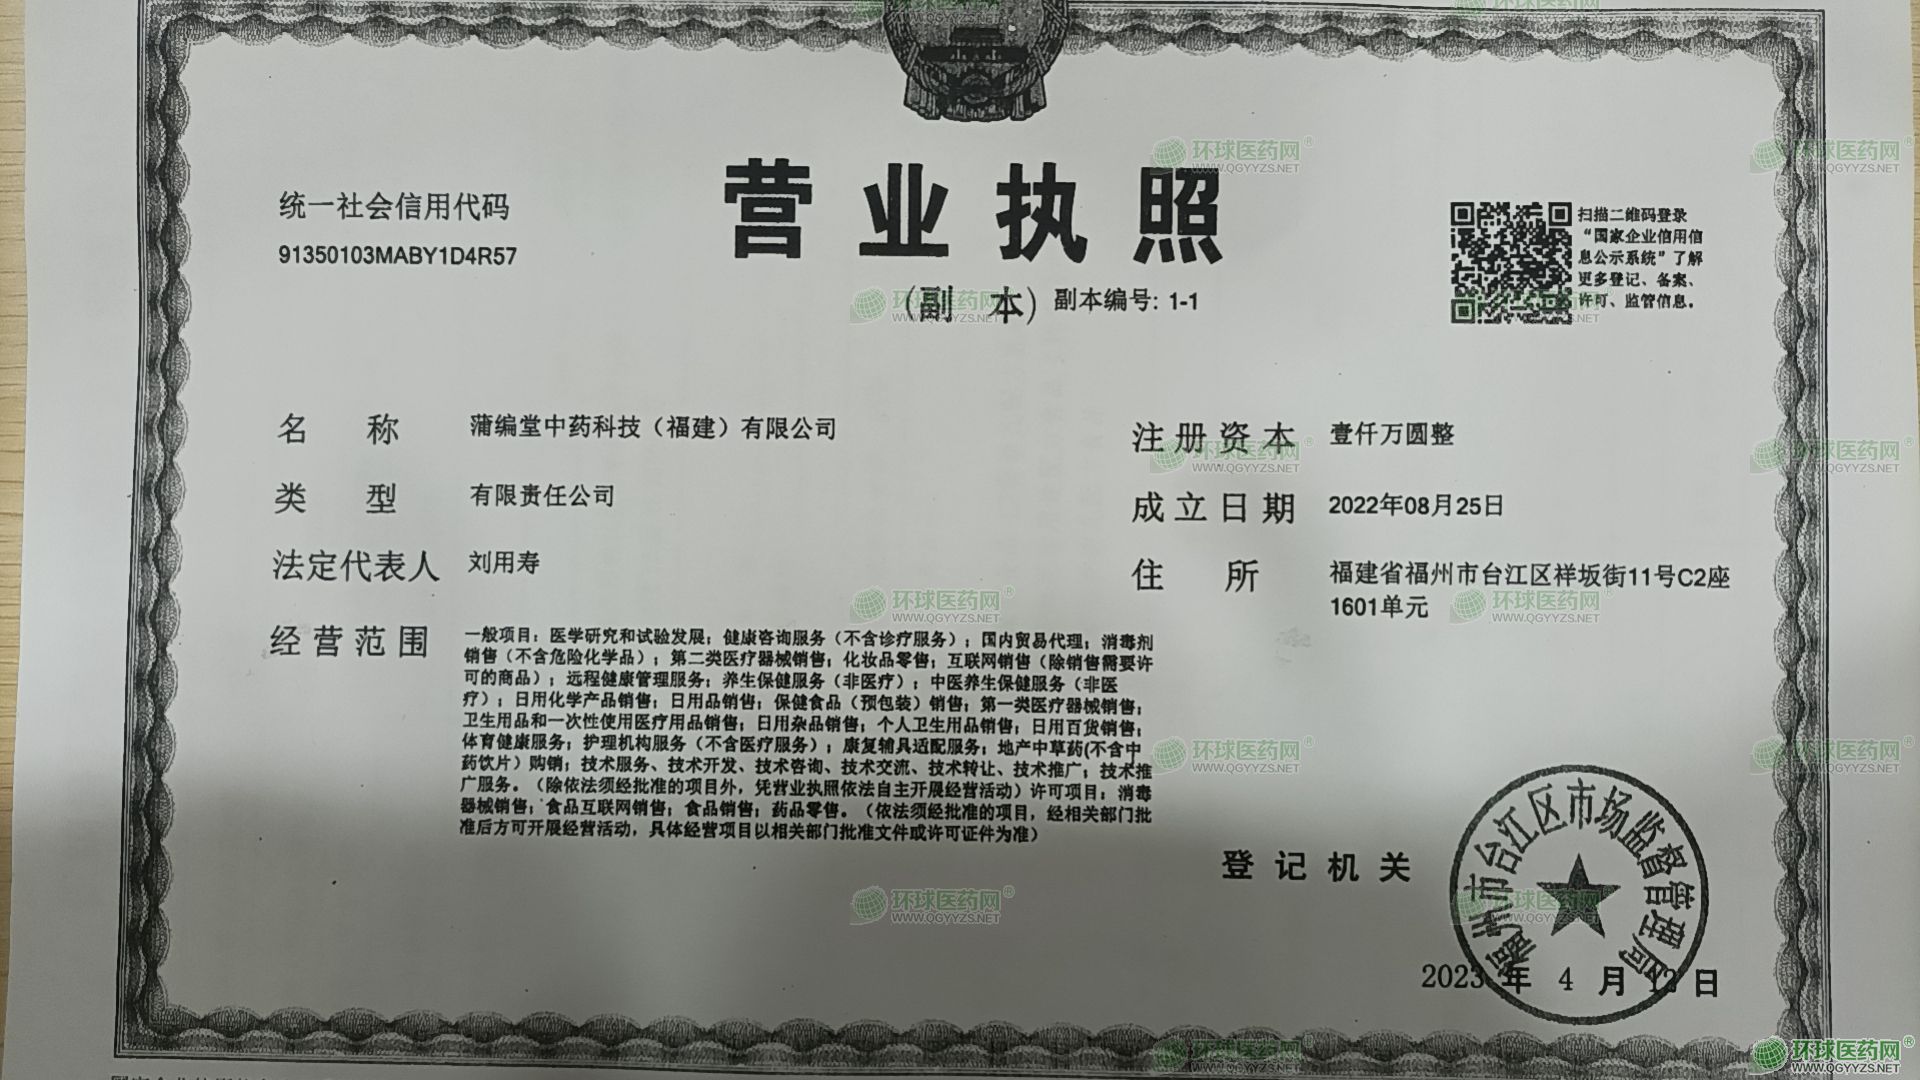 营业执照
(副 本) 副本编号: 1-1
统一社会信用代码
91350103MABY1D4R57
扫描二维码登录
“国家企业信用信
息公示系统”了解
更多登记、备案、
许可、监管信息。
名 称 蒲编堂中药科技（福建）有限公司
类 型 有限责任公司
法定代表人 刘用寿
经营范围 一般项目：医学研究和试验发展；健康咨询服务（不含诊疗服务）；国内贸易代理；消毒剂
销售（不含危险化学品）；第二类医疗器械销售；化妆品零售；互联网销售（除销售需要许
可的商品）；远程健康管理服务；养生保健服务（非医疗）；中医养生保健服务（非医
疗）；日用化学产品销售；日用品销售；保健食品（预包装）销售；第一类医疗器械销售；
卫生用品和一次性使用医疗用品销售；日用杂品销售；个人卫生用品销售；日用百货销售；
体育健康服务；护理机构服务（不含医疗服务）；康复辅具适配服务；地产中草药(不含中
药饮片）购销；技术服务、技术开发、技术咨询、技术交流、技术转让、技术推广；技术推
广服务。（除依法须经批准的项目外，凭营业执照依法自主开展经营活动）许可项目：消毒
器械销售；食品互联网销售；食品销售；药品零售。（依法须经批准的项目，经相关部门批
准后方可开展经营活动，具体经营项目以相关部门批准文件或许可证件为准）
注册资本 壹仟万圆整
成立日期 2022年08月25日
住 所 福建省福州市台江区祥坂街11号C2座
1601单元
登记机关
福州市台江区市场监督管理局
2023 年 4 月 13 日
环球医药网®
WWW.QGYYZS.NET